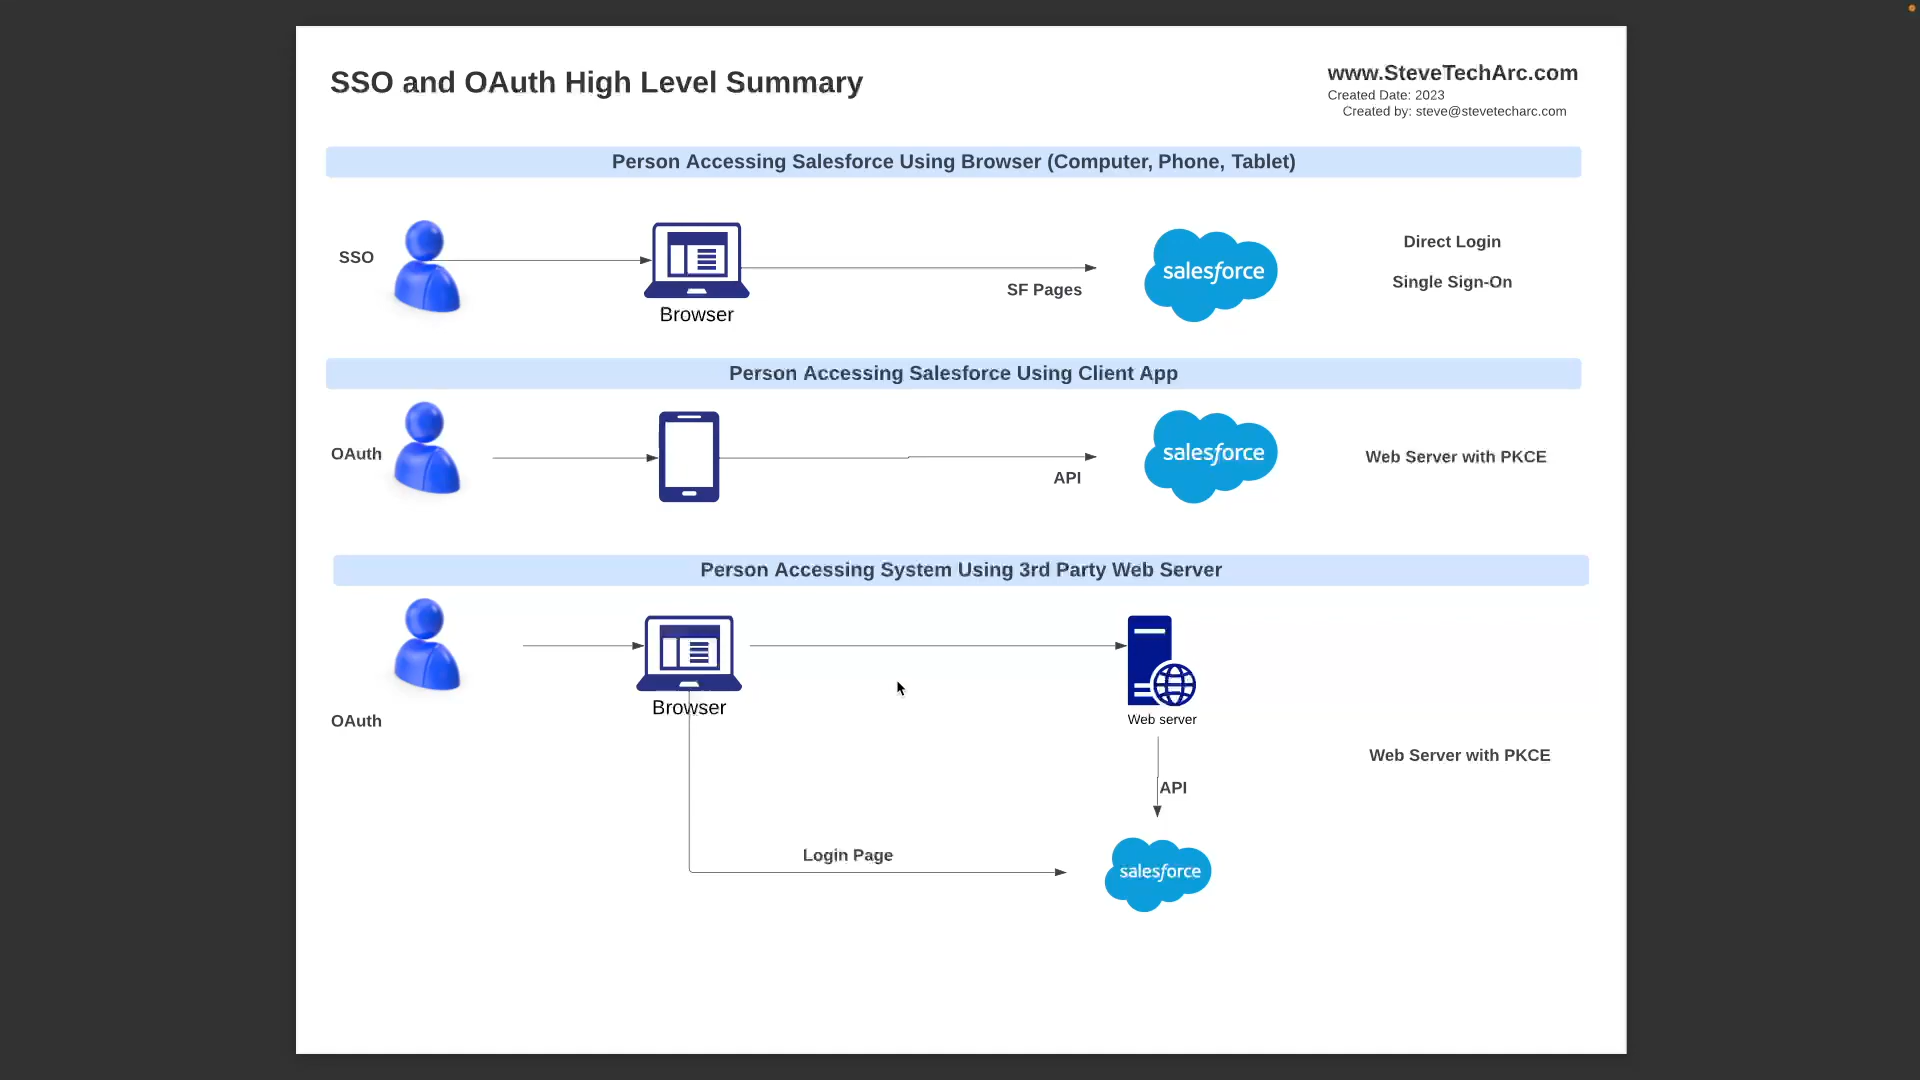 SSO and OAuth High Level Summary
www.SteveTechArc.com
Created Date: 2023
Created by: steve@stevetecharc.com
Person Accessing Salesforce Using Browser (Computer, Phone, Tablet)
SSO
Browser
SF Pages
salesforce
Direct Login
Single Sign-On
Person Accessing Salesforce Using Client App
OAuth
API
salesforce
Web Server with PKCE
Person Accessing System Using 3rd Party Web Server
Browser
Web server
OAuth
Web Server with PKCE
API
Login Page
salesforce